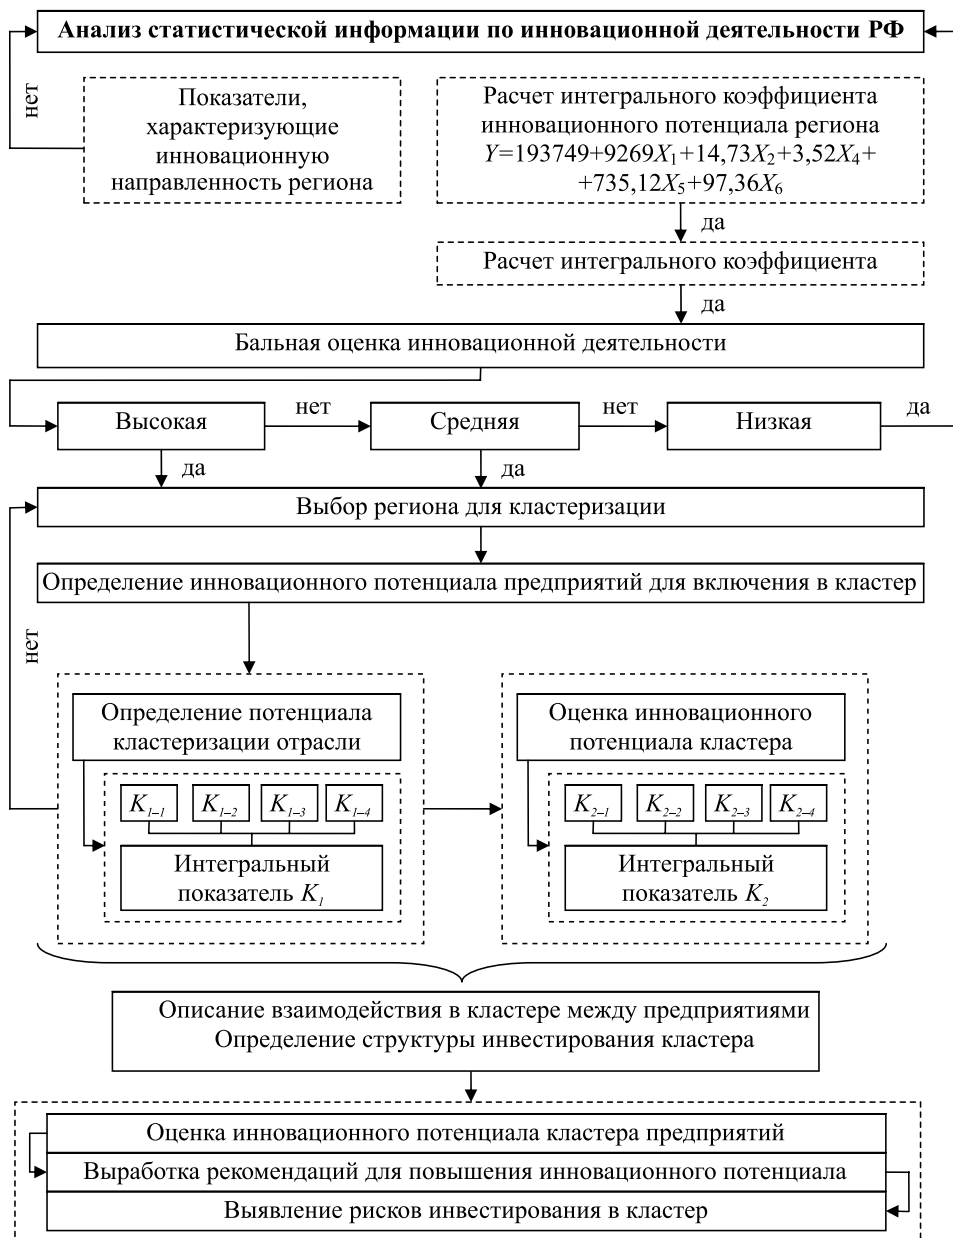 Анализ статистической информации по инновационной деятельности РФ
нет
Показатели,
характеризующие
инновационную
направленность региона
Расчет интегрального коэффициента
инновационного потенциала региона
Y=193749+9269X₁+14,73X₂+3,52X₄+
+735,12X₅+97,36X₆
да
Расчет интегрального коэффициента
да
Бальная оценка инновационной деятельности
Высокая
нет
Средняя
нет
Низкая
да
да
да
Выбор региона для кластеризации
Определение инновационного потенциала предприятий для включения в кластер
нет
Определение потенциала
кластеризации отрасли
K₁₋₁ K₁₋₂ K₁₋₃ K₁₋₄
Интегральный
показатель K₁
Оценка инновационного
потенциала кластера
K₂₋₁ K₂₋₂ K₂₋₃ K₂₋₄
Интегральный
показатель K₂
Описание взаимодействия в кластере между предприятиями
Определение структуры инвестирования кластера
Оценка инновационного потенциала кластера предприятий
Выработка рекомендаций для повышения инновационного потенциала
Выявление рисков инвестирования в кластер